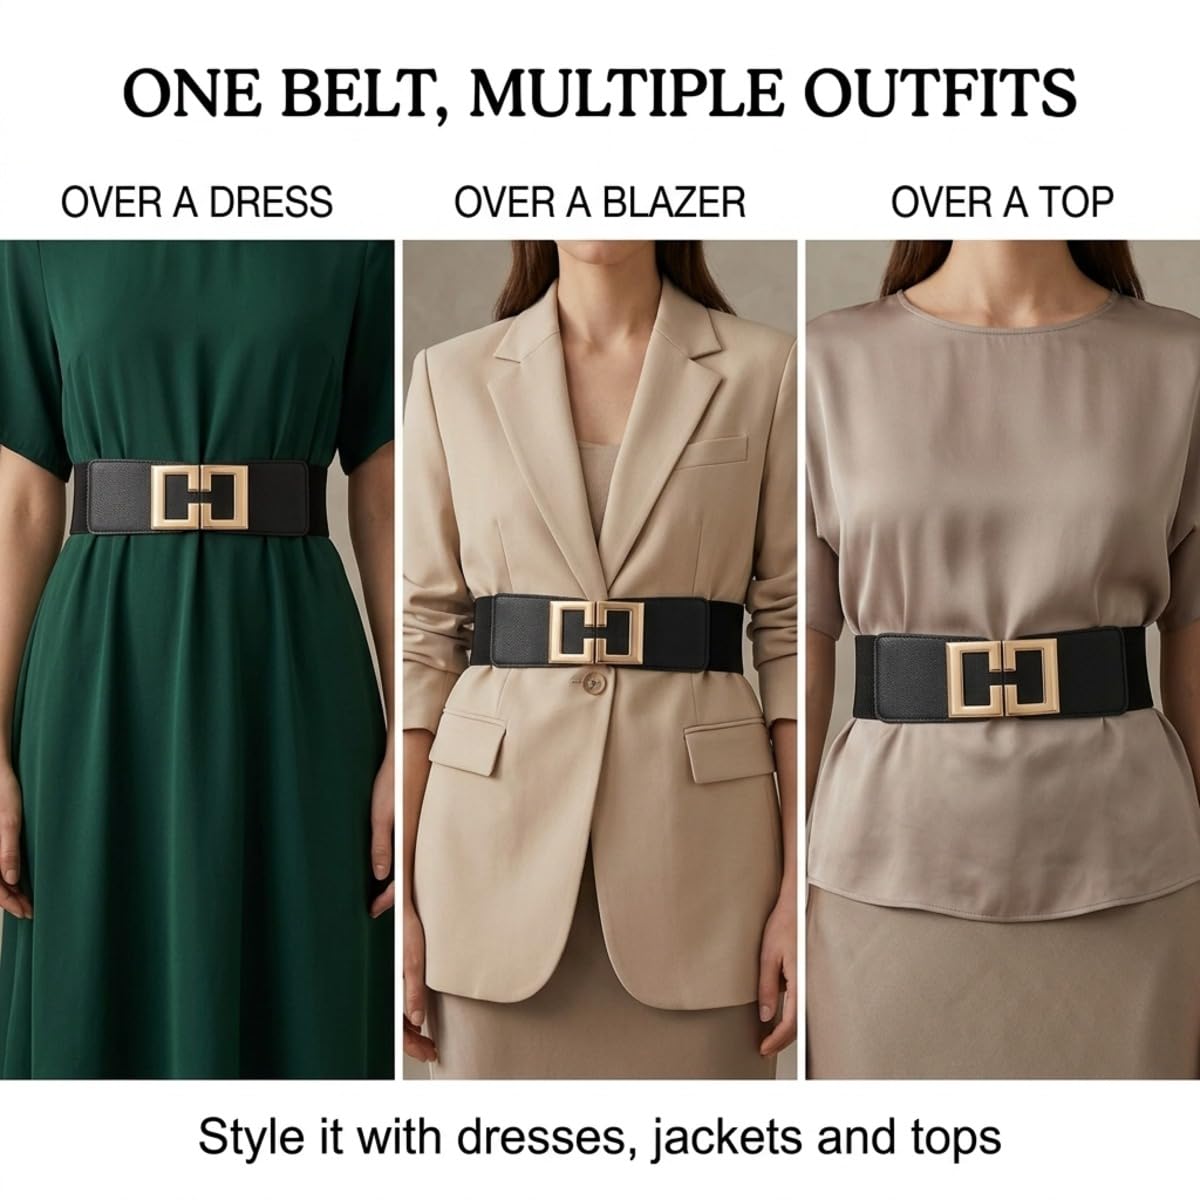 ONE BELT, MULTIPLE OUTFITS
OVER A DRESS
OVER A BLAZER
OVER A TOP
Style it with dresses, jackets and tops